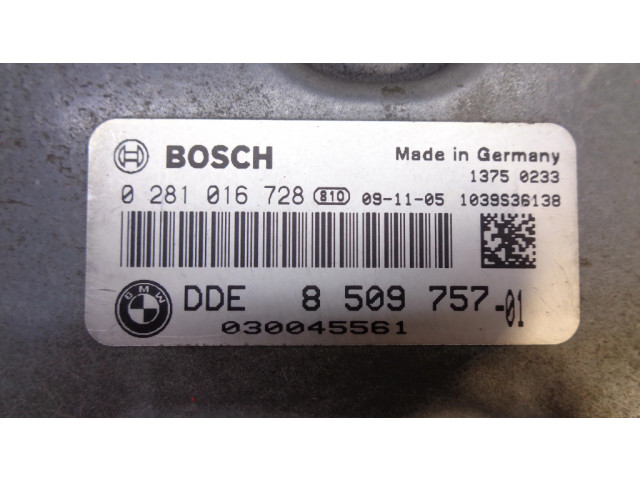 BOSCH Made in Germany
1375 0233
0 281 016 728 810 09-11-05 1039S36138
BMW DDE 8 509 757-01
030045561